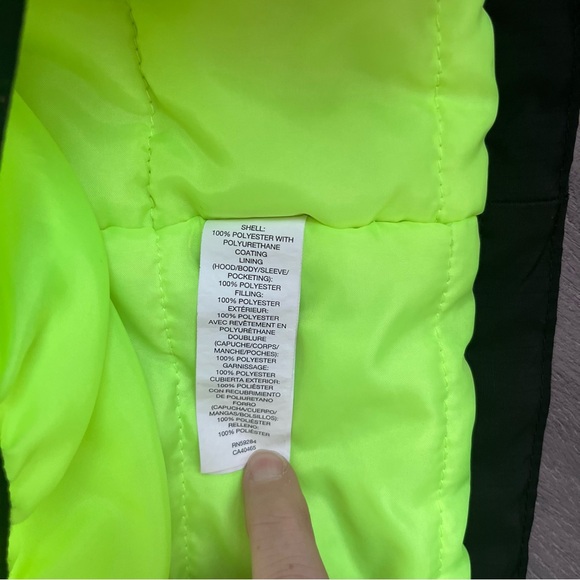 SHELL:
100% POLYESTER WITH
POLYURETHANE
COATING
LINING
(HOOD/BODY/SLEEVE/
POCKETING):
100% POLYESTER
FILLING:
100% POLYESTER
EXTÉRIEUR:
100% POLYESTER
AVEC REVÊTEMENT EN
POLYURÉTHANE
DOUBLURE
(CAPUCHE/CORPS/
MANCHE/POCHES):
100% POLYESTER
GARNISSAGE:
100% POLYESTER
CUBIERTA EXTERIOR:
100% POLIÉSTER
CON RECUBRIMIENTO
DE POLIURETANO
FORRO
(CAPUCHA/CUERPO/
MANGAS/BOLSILLOS):
100% POLIÉSTER
RELLENO:
100% POLIÉSTER
RN59284
CA40465